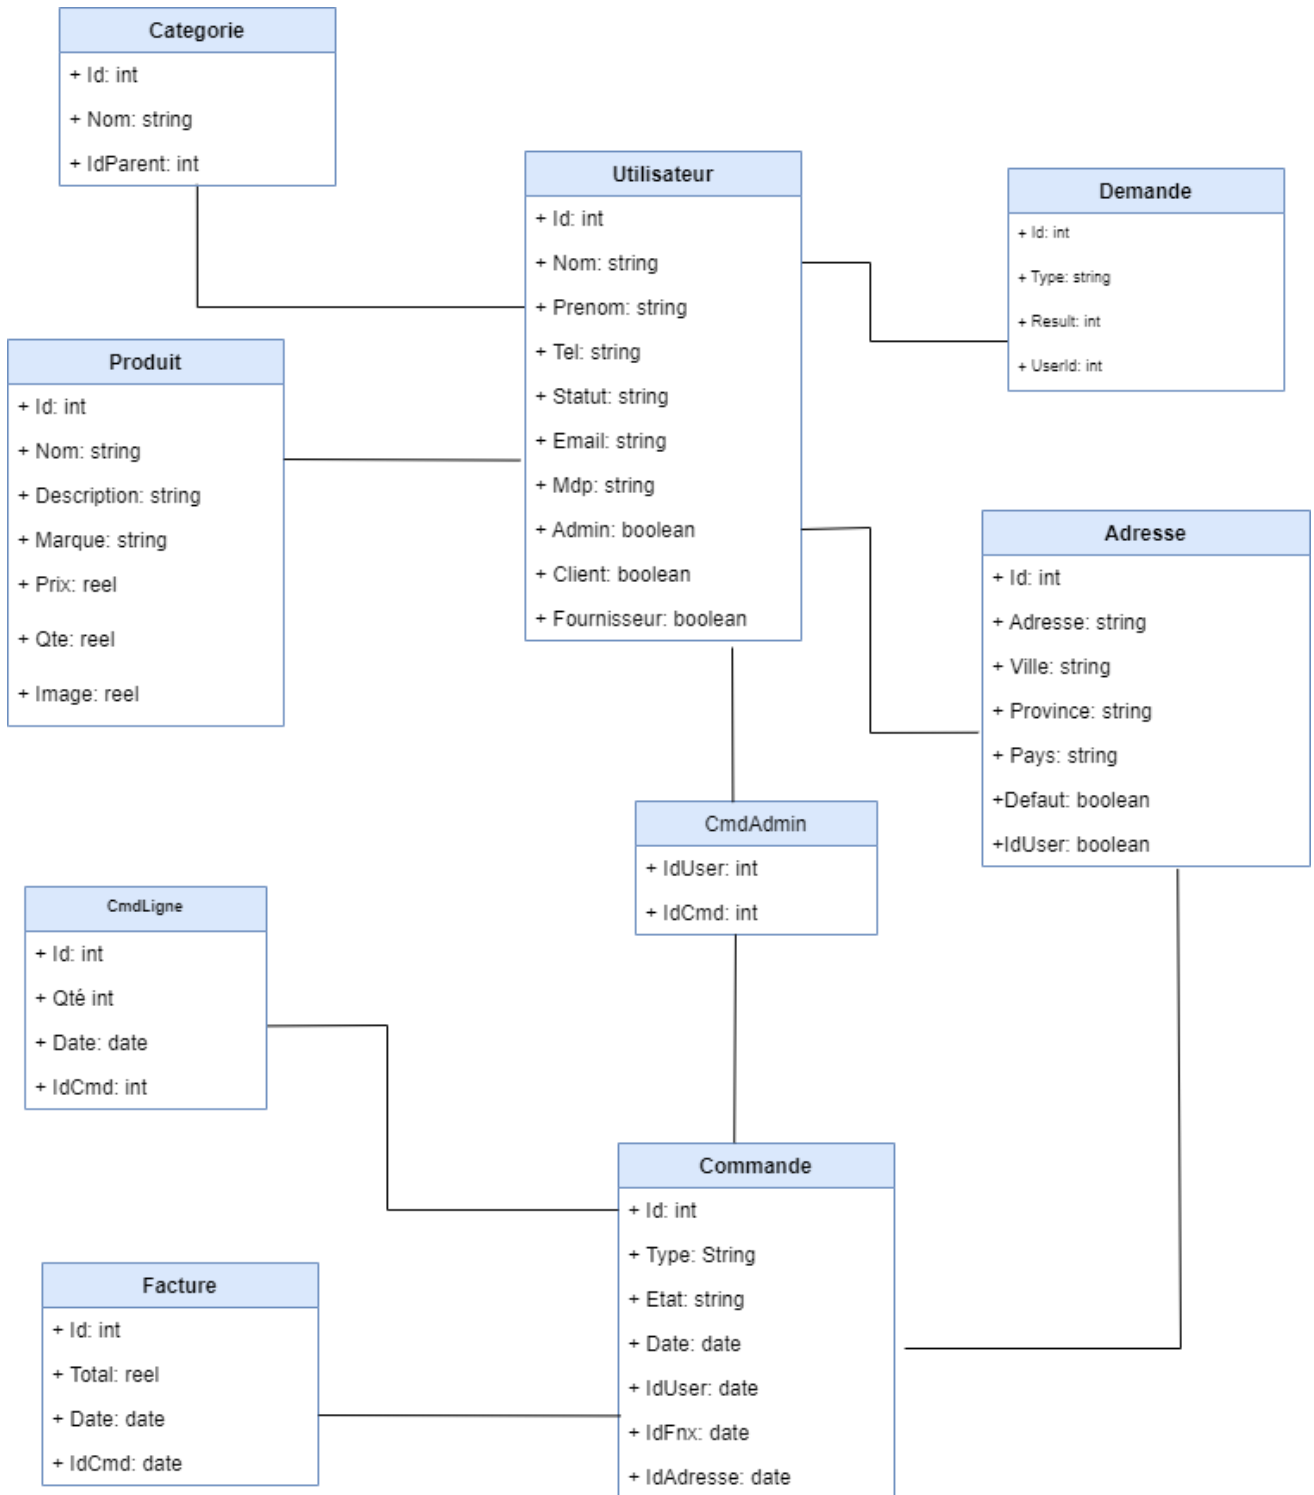 Categorie
+ Id: int
+ Nom: string
+ IdParent: int
Utilisateur
+ Id: int
+ Nom: string
+ Prenom: string
+ Tel: string
+ Statut: string
+ Email: string
+ Mdp: string
+ Admin: boolean
+ Client: boolean
+ Fournisseur: boolean
Demande
+ Id: int
+ Type: string
+ Result: int
+ UserId: int
Produit
+ Id: int
+ Nom: string
+ Description: string
+ Marque: string
+ Prix: reel
+ Qte: reel
+ Image: reel
Adresse
+ Id: int
+ Adresse: string
+ Ville: string
+ Province: string
+ Pays: string
+Defaut: boolean
+IdUser: boolean
CmdAdmin
+ IdUser: int
+ IdCmd: int
CmdLigne
+ Id: int
+ Qté int
+ Date: date
+ IdCmd: int
Commande
+ Id: int
+ Type: String
+ Etat: string
+ Date: date
+ IdUser: date
+ IdFnx: date
+ IdAdresse: date
Facture
+ Id: int
+ Total: reel
+ Date: date
+ IdCmd: date